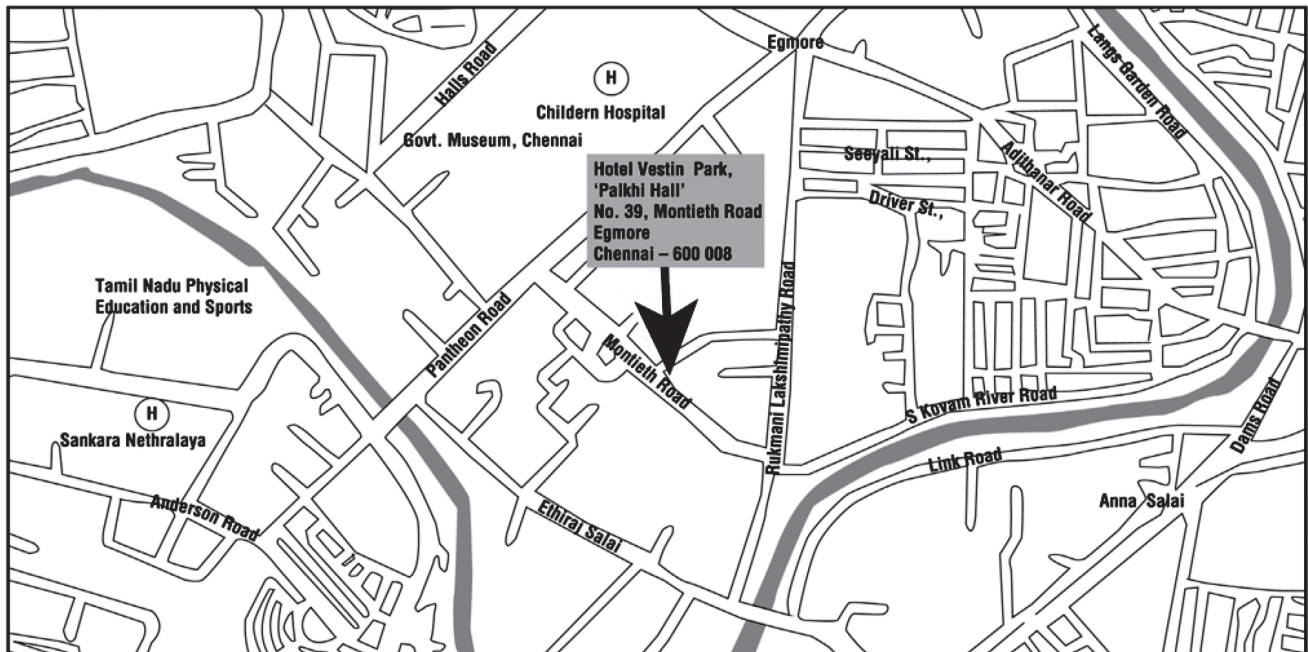 Egmore
Langs Garden Road
Halls Road
H
Childern Hospital
Govt. Museum, Chennai
Seeyali St.,
Adithanar Road
Hotel Vestin Park,
‘Palkhi Hall’
No. 39, Montieth Road
Egmore
Chennai – 600 008
Driver St.,
Tamil Nadu Physical
Education and Sports
Pantheon Road
Rukmani Lakshmipathy Road
Montieth Road
S Kovam River Road
H
Sankara Nethralaya
Dams Road
Link Road
Anderson Road
Ethiraj Salai
Anna Salai